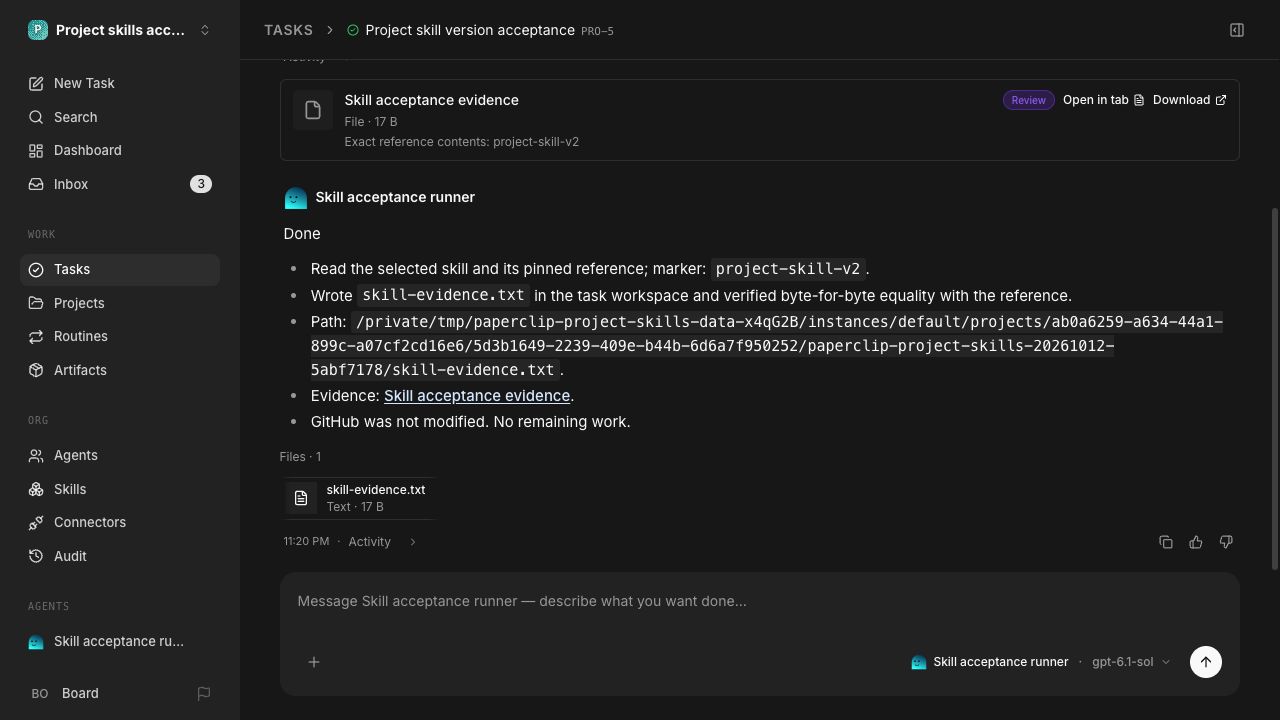 P Project skills acc...
New Task
Search
Dashboard
Inbox 3
WORK
Tasks
Projects
Routines
Artifacts
ORG
Agents
Skills
Connectors
Audit
AGENTS
Skill acceptance ru...
BO Board
TASKS > Project skill version acceptance PRO-5
Skill acceptance evidence
Review Open in tab Download
File · 17 B
Exact reference contents: project-skill-v2
Skill acceptance runner
Done
• Read the selected skill and its pinned reference; marker: project-skill-v2.
• Wrote skill-evidence.txt in the task workspace and verified byte-for-byte equality with the reference.
• Path: /private/tmp/paperclip-project-skills-data-x4qG2B/instances/default/projects/ab0a6259-a634-44a1-
899c-a07cf2cd16e6/5d3b1649-2239-409e-b44b-6d6a7f950252/paperclip-project-skills-20261012-
5abf7178/skill-evidence.txt.
• Evidence: Skill acceptance evidence.
• GitHub was not modified. No remaining work.
Files · 1
skill-evidence.txt
Text · 17 B
11:20 PM · Activity >
Message Skill acceptance runner — describe what you want done...
Skill acceptance runner · gpt-6.1-sol